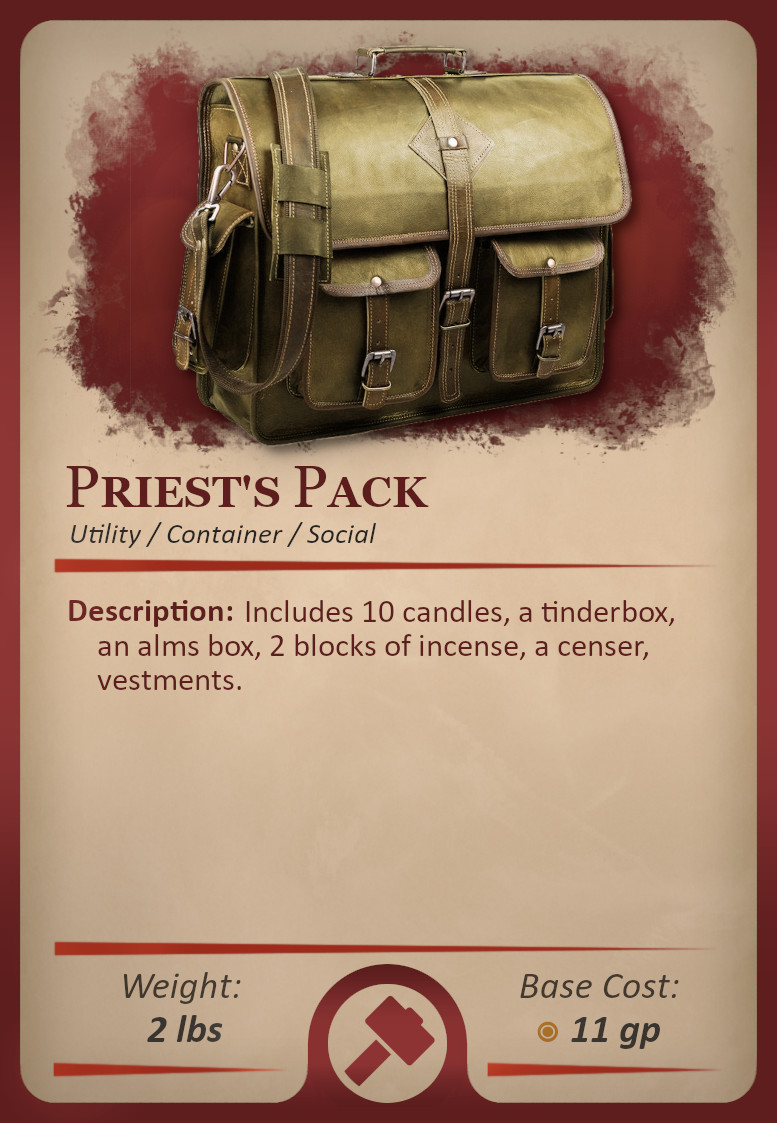 Priest's Pack
Utility / Container / Social
Description: Includes 10 candles, a tinderbox,
an alms box, 2 blocks of incense, a censer,
vestments.
Weight:
2 lbs
Base Cost:
11 gp